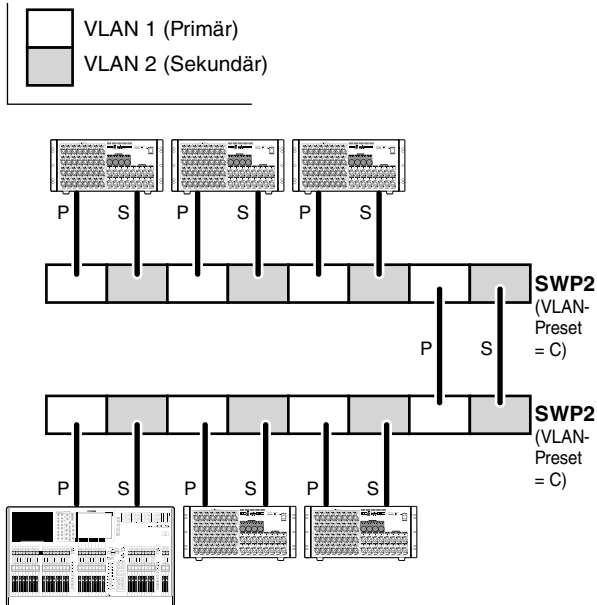 VLAN 1 (Primär)
VLAN 2 (Sekundär)
P S P S P S
SWP2
(VLAN-
Preset
= C)
P S
SWP2
(VLAN-
Preset
= C)
P S P S P S